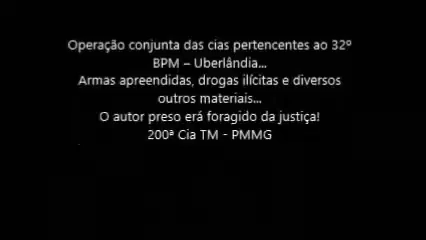 Operação conjunta das cias pertencentes ao 32º
BPM – Uberlândia...
Armas apreendidas, drogas ilícitas e diversos
outros materiais...
O autor preso erá foragido da justiça!
200ª Cia TM - PMMG